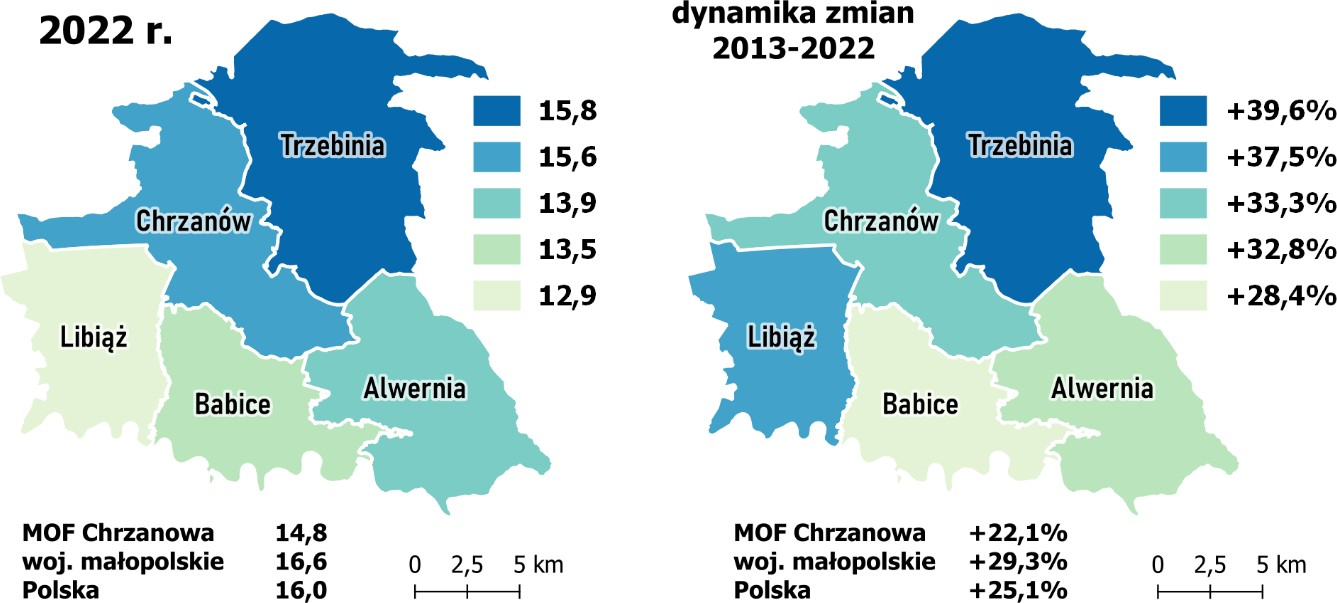 2022 r.
15,8
15,6
13,9
13,5
12,9
Trzebinia
Chrzanów
Libiąż
Babice
Alwernia
MOF Chrzanowa 14,8
woj. małopolskie 16,6
Polska 16,0
0 2,5 5 km
dynamika zmian
2013-2022
+39,6%
+37,5%
+33,3%
+32,8%
+28,4%
Trzebinia
Chrzanów
Libiąż
Babice
Alwernia
MOF Chrzanowa +22,1%
woj. małopolskie +29,3%
Polska +25,1%
0 2,5 5 km